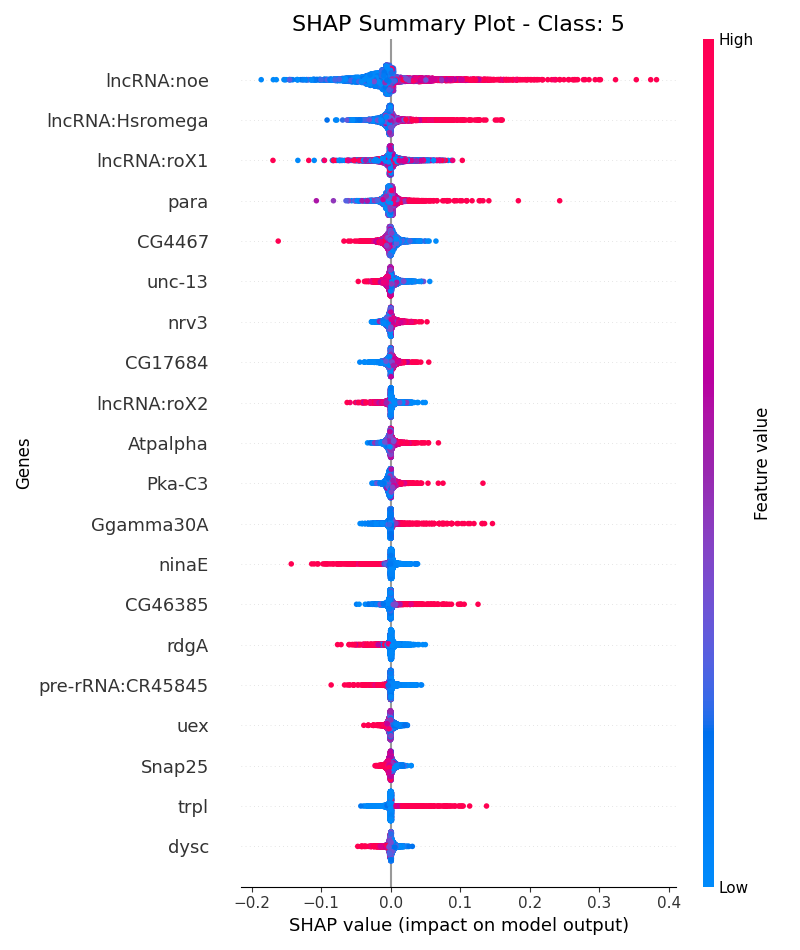 SHAP Summary Plot - Class: 5
High
lncRNA:noe
lncRNA:Hsromega
lncRNA:roX1
para
CG4467
unc-13
nrv3
CG17684
lncRNA:roX2
Atpalpha
Pka-C3
Ggamma30A
ninaE
CG46385
rdgA
pre-rRNA:CR45845
uex
Snap25
trpl
dysc
Genes
Feature value
Low
−0.2 −0.1 0.0 0.1 0.2 0.3 0.4
SHAP value (impact on model output)